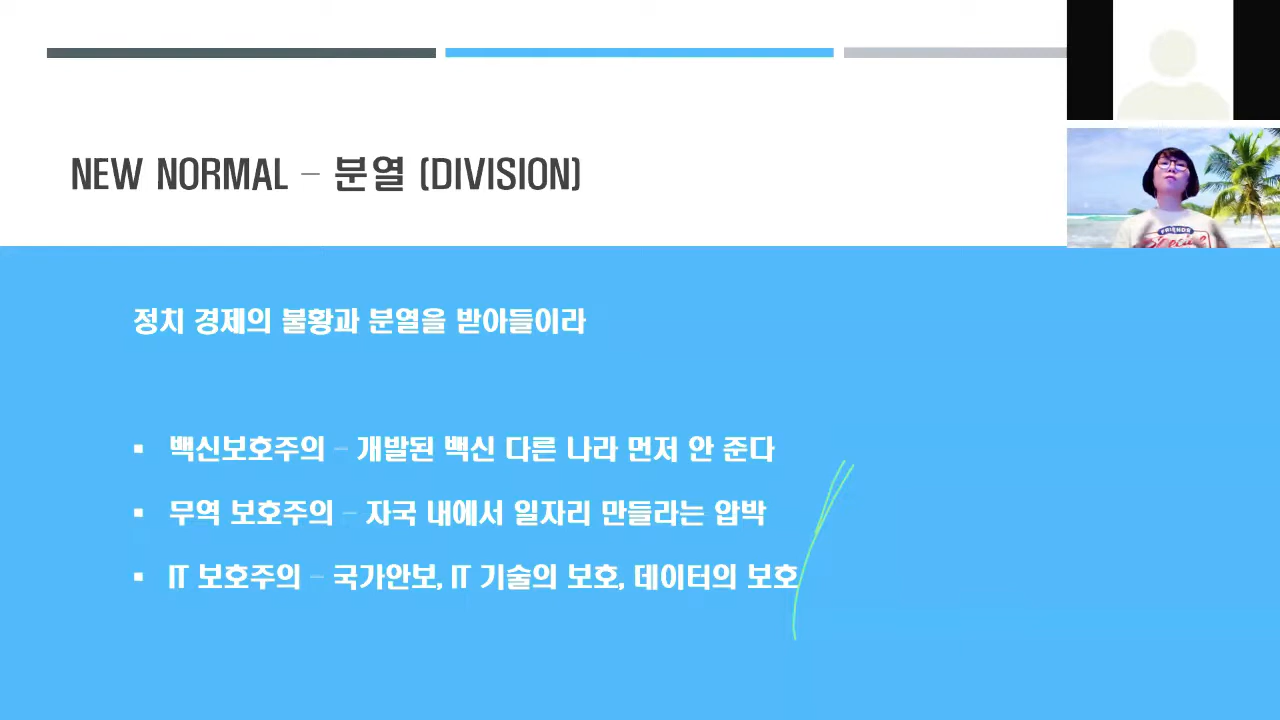 NEW NORMAL – 분열 (DIVISION)
FRIENDS
Special
정치 경제의 불황과 분열을 받아들이라
▪ 백신보호주의 – 개발된 백신 다른 나라 먼저 안 준다
▪ 무역 보호주의 – 자국 내에서 일자리 만들라는 압박
▪ IT 보호주의 – 국가안보, IT 기술의 보호, 데이터의 보호